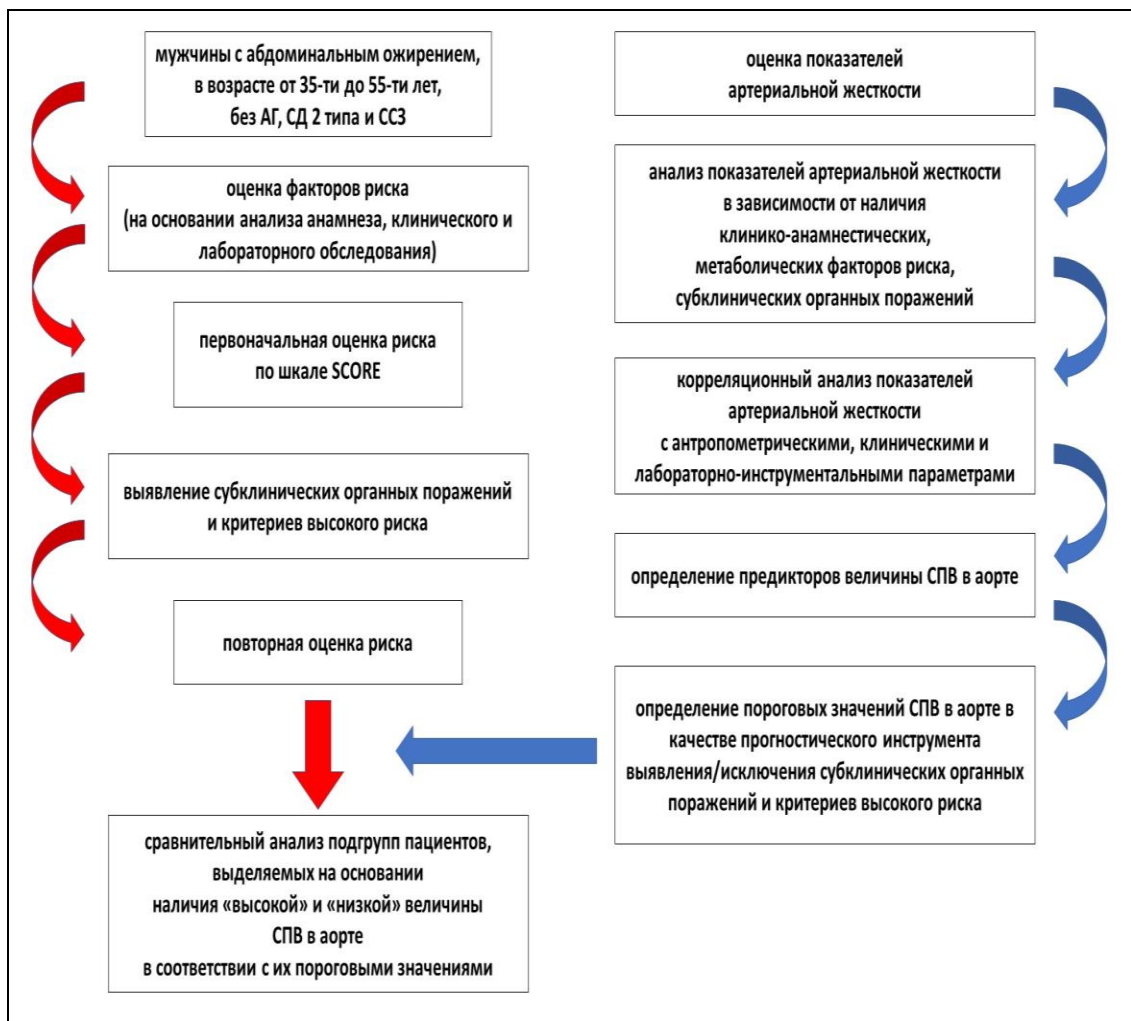 мужчины с абдоминальным ожирением,
в возрасте от 35-ти до 55-ти лет,
без АГ, СД 2 типа и ССЗ
оценка факторов риска
(на основании анализа анамнеза, клинического и
лабораторного обследования)
первоначальная оценка риска
по шкале SCORE
выявление субклинических органных поражений
и критериев высокого риска
повторная оценка риска
сравнительный анализ подгрупп пациентов,
выделяемых на основании
наличия «высокой» и «низкой» величины
СПВ в аорте
в соответствии с их пороговыми значениями
оценка показателей
артериальной жесткости
анализ показателей артериальной жесткости
в зависимости от наличия
клинико-анамнестических,
метаболических факторов риска,
субклинических органных поражений
корреляционный анализ показателей
артериальной жесткости
с антропометрическими, клиническими и
лабораторно-инструментальными параметрами
определение предикторов величины СПВ в аорте
определение пороговых значений СПВ в аорте в
качестве прогностического инструмента
выявления/исключения субклинических органных
поражений и критериев высокого риска